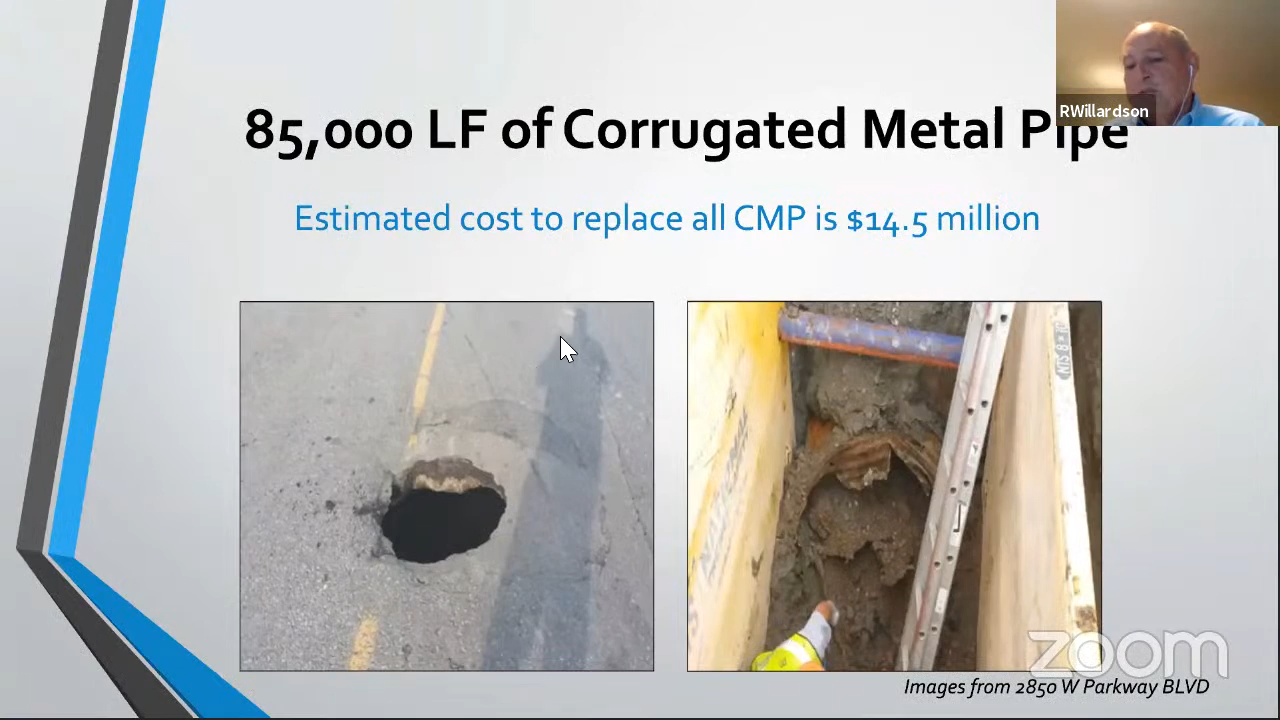 RWillardson
85,000 LF of Corrugated Metal Pipe
Estimated cost to replace all CMP is $14.5 million
zoom
Images from 2850 W Parkway BLVD